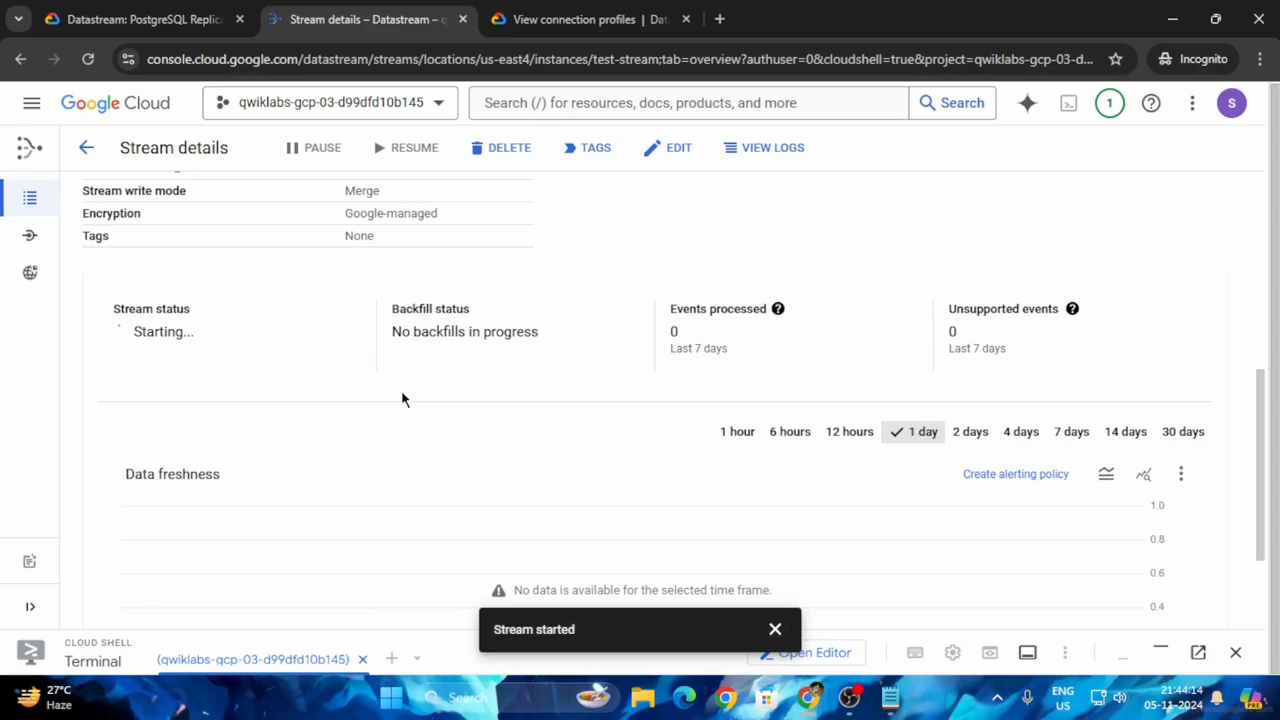 Datastream: PostgreSQL Replic
Stream details – Datastream – q
View connection profiles | Dat
console.cloud.google.com/datastream/streams/locations/us-east4/instances/test-stream;tab=overview?authuser=0&cloudshell=true&project=qwiklabs-gcp-03-d...
Incognito
Google Cloud
qwiklabs-gcp-03-d99dfd10b145
Search (/) for resources, docs, products, and more
Search
1
S
Stream details
PAUSE
RESUME
DELETE
TAGS
EDIT
VIEW LOGS
Stream write mode Merge
Encryption Google-managed
Tags None
Stream status
Starting...
Backfill status
No backfills in progress
Events processed
0
Last 7 days
Unsupported events
0
Last 7 days
1 hour 6 hours 12 hours 1 day 2 days 4 days 7 days 14 days 30 days
Data freshness
Create alerting policy
1.0
0.8
0.6
0.4
No data is available for the selected time frame.
Stream started
CLOUD SHELL
Terminal
(qwiklabs-gcp-03-d99dfd10b145)
Open Editor
27°C
Haze
Search
ENG
US
21:44:14
05-11-2024
PRE